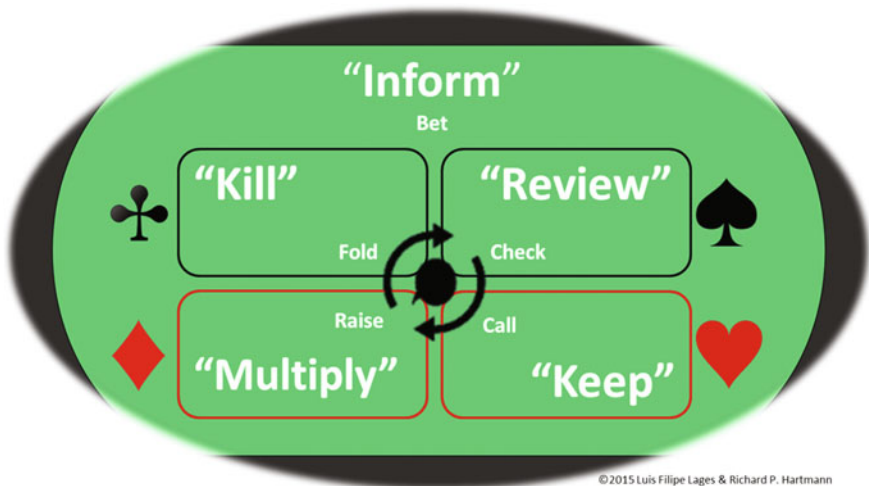 “Inform”
Bet
“Kill” “Review”
Fold Check
Raise Call
“Multiply” “Keep”
©2015 Luis Filipe Lages & Richard P. Hartmann